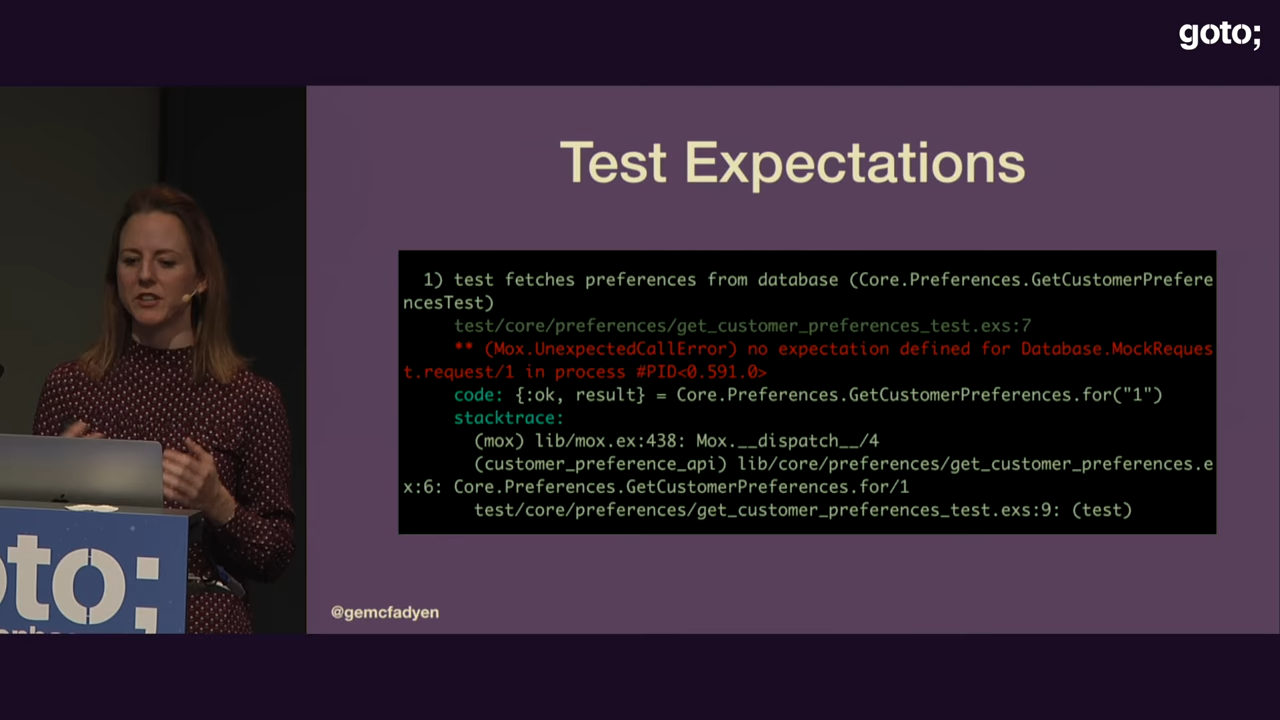 goto;
Test Expectations
1) test fetches preferences from database (Core.Preferences.GetCustomerPrefere
ncesTest)
test/core/preferences/get_customer_preferences_test.exs:7
** (Mox.UnexpectedCallError) no expectation defined for Database.MockReques
t.request/1 in process #PID<0.591.0>
code: {:ok, result} = Core.Preferences.GetCustomerPreferences.for("1")
stacktrace:
(mox) lib/mox.ex:438: Mox.__dispatch__/4
(customer_preference_api) lib/core/preferences/get_customer_preferences.e
x:6: Core.Preferences.GetCustomerPreferences.for/1
test/core/preferences/get_customer_preferences_test.exs:9: (test)
@gemcfadyen
oto;